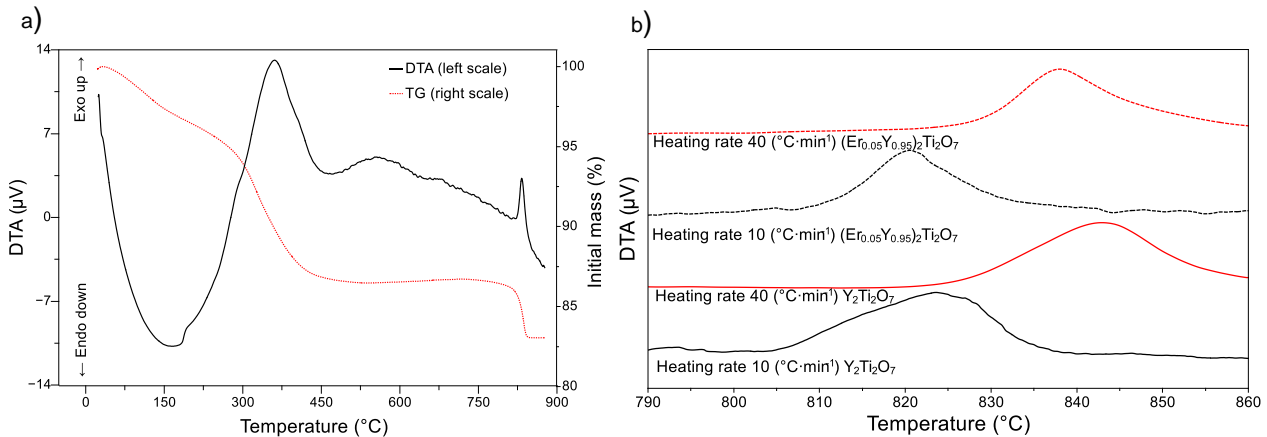 a)
14
7
0
−7
−14
DTA (µV)
Exo up →
← Endo down
DTA (left scale)
TG (right scale)
100
95
90
85
80
Initial mass (%)
0 150 300 450 600 750 900
Temperature (°C)
b)
DTA (µV)
Heating rate 40 (°C·min¹) (Er0.05Y0.95)2Ti2O7
Heating rate 10 (°C·min¹) (Er0.05Y0.95)2Ti2O7
Heating rate 40 (°C·min¹) Y2Ti2O7
Heating rate 10 (°C·min¹) Y2Ti2O7
790 800 810 820 830 840 850 860
Temperature (°C)